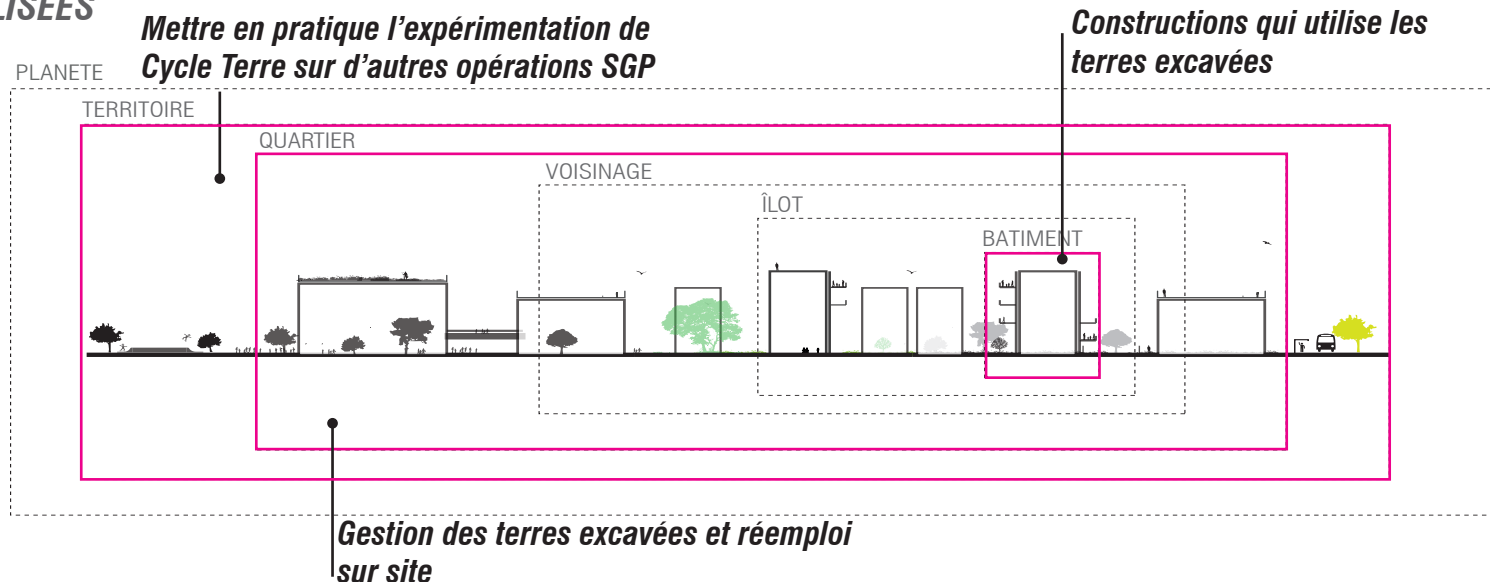 Mettre en pratique l’expérimentation de
Cycle Terre sur d’autres opérations SGP
Constructions qui utilise les
terres excavées
PLANETE
TERRITOIRE
QUARTIER
VOISINAGE
ÎLOT
BATIMENT
Gestion des terres excavées et réemploi
sur site